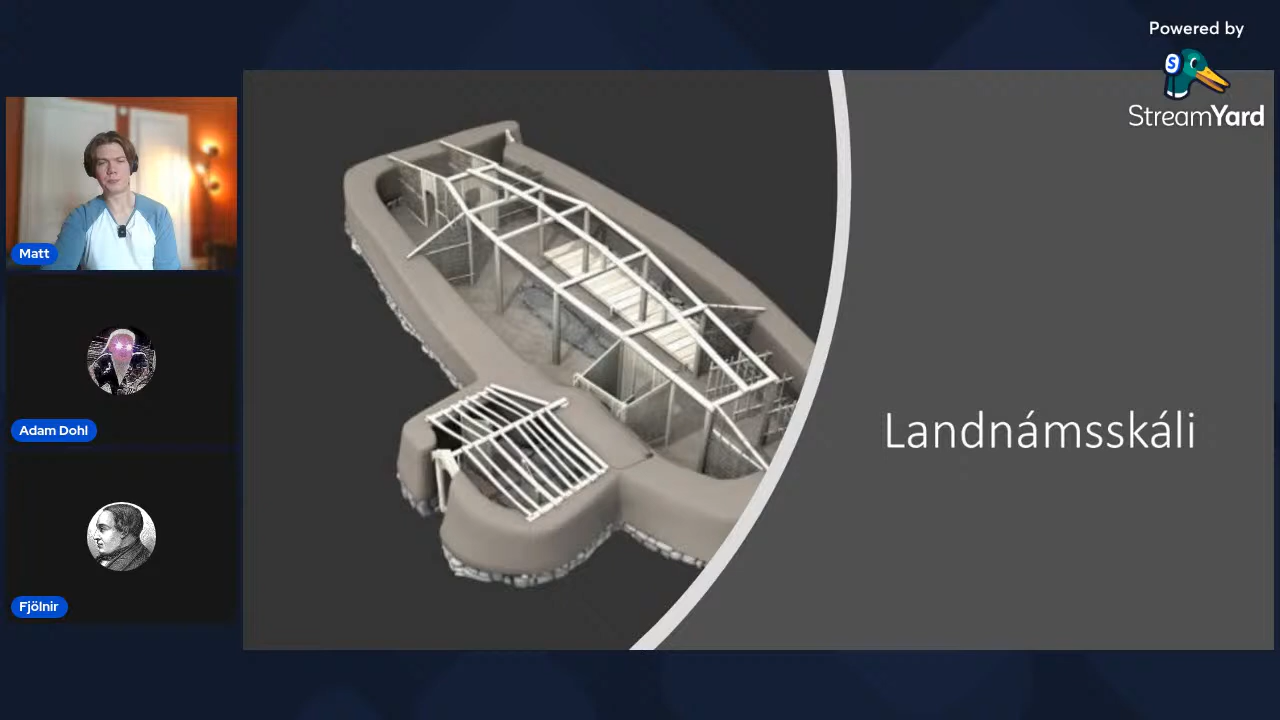 Powered by
StreamYard
Matt
Adam Dohl
Fjölnir
Landnámsskáli